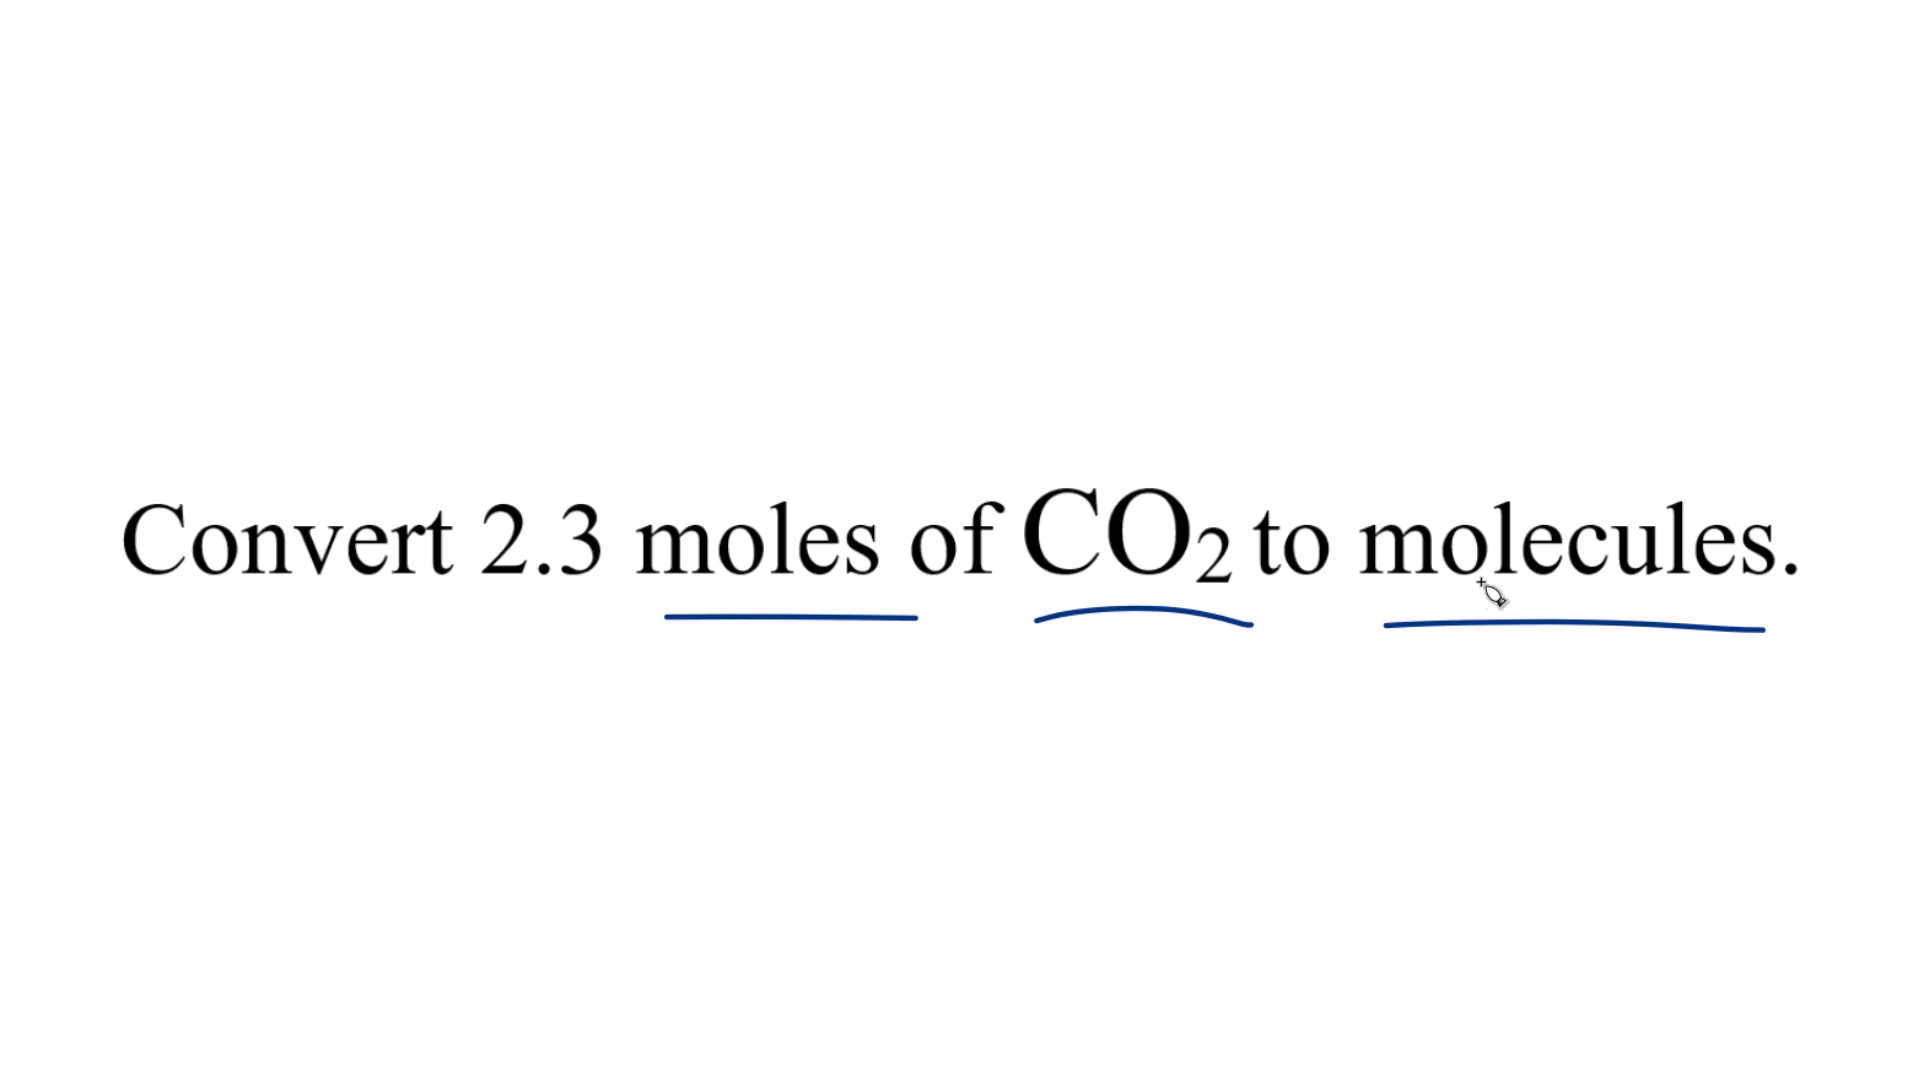 Convert 2.3 moles of CO₂ to molecules.